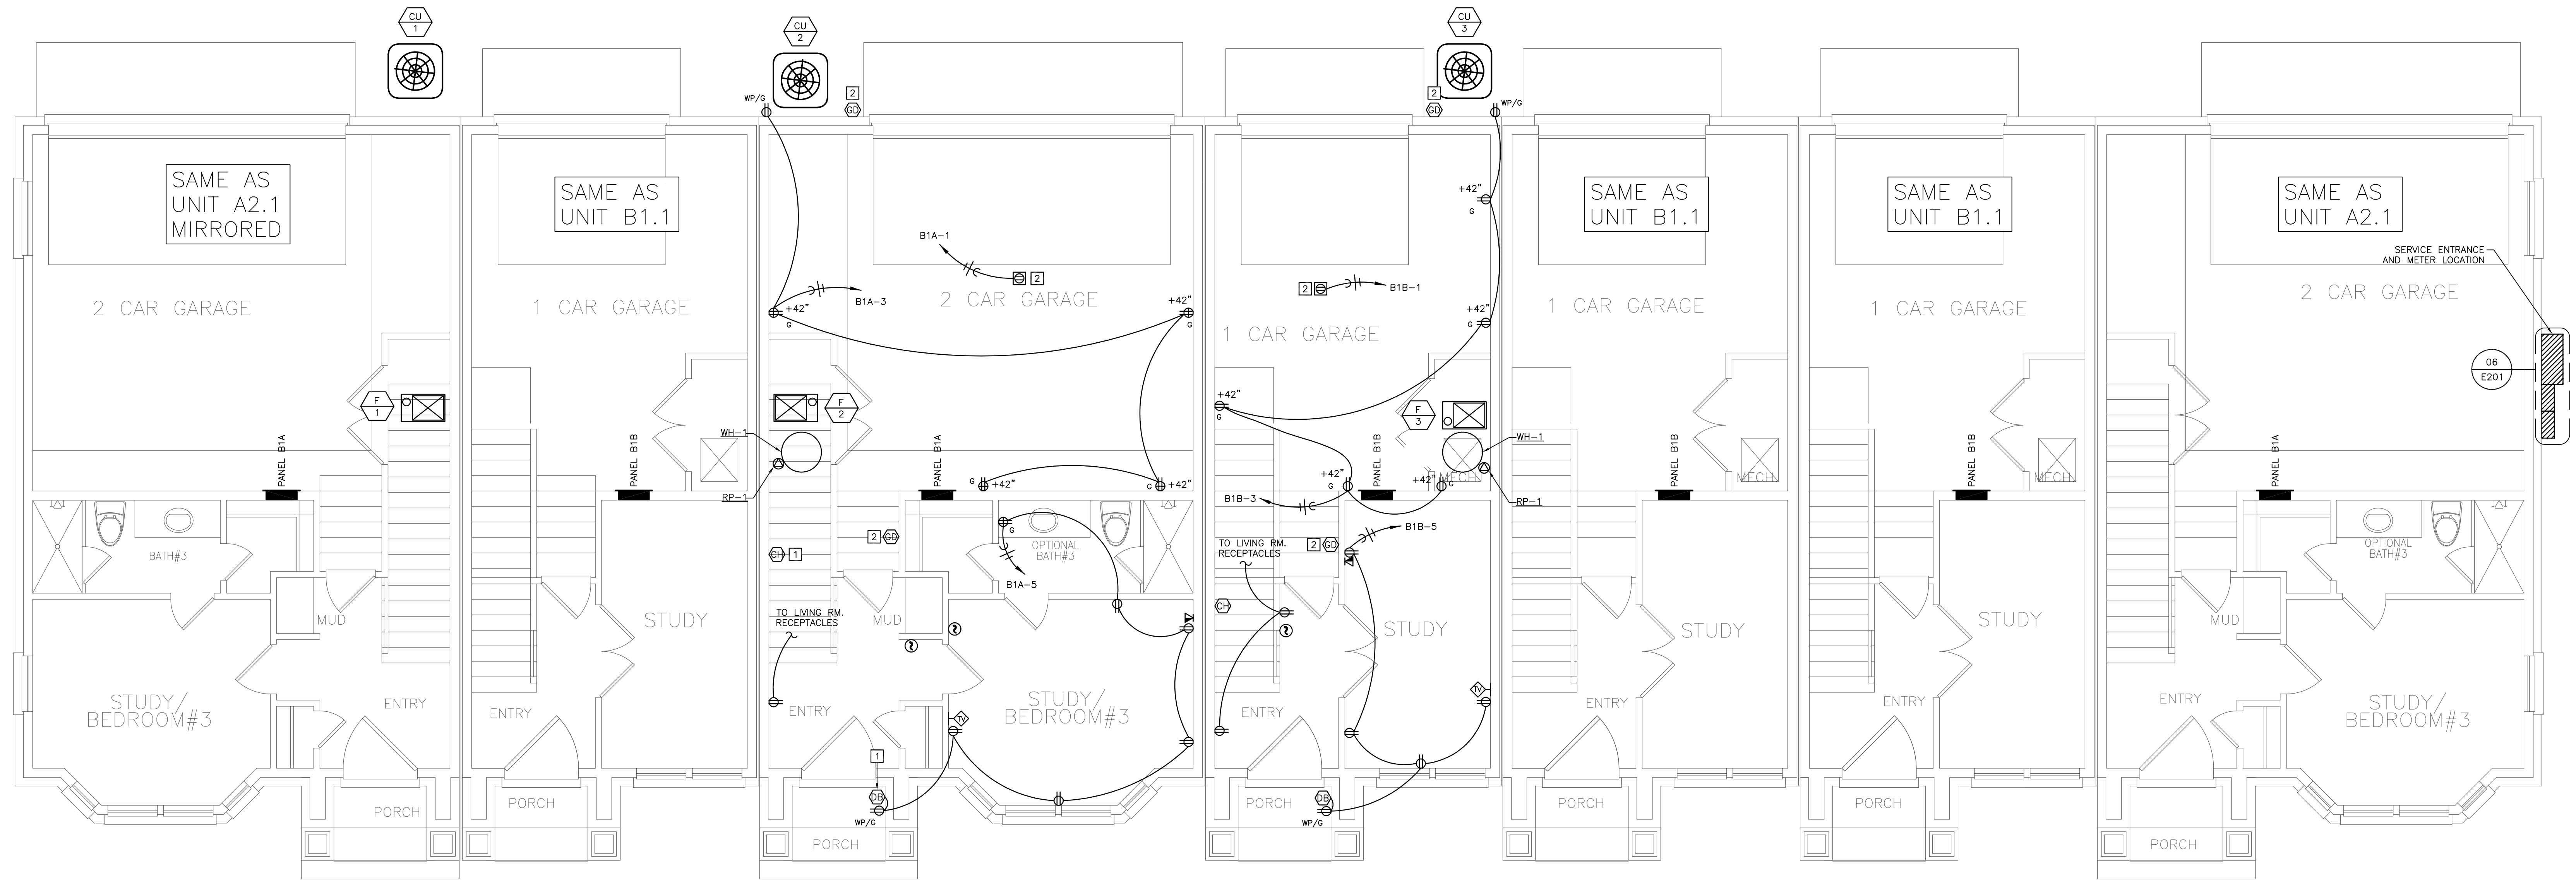 CU
1
CU
2
CU
3
WP/G
2
GD
2
GD
WP/G
SAME AS
UNIT A2.1
MIRRORED
SAME AS
UNIT B1.1
SAME AS
UNIT B1.1
SAME AS
UNIT B1.1
SAME AS
UNIT A2.1
+42"
G
B1A-1
2
B1A-3
2
B1B-1
SERVICE ENTRANCE
AND METER LOCATION
2 CAR GARAGE
1 CAR GARAGE
2 CAR GARAGE
1 CAR GARAGE
1 CAR GARAGE
1 CAR GARAGE
2 CAR GARAGE
+42"
G
+42"
G
+42"
G
06
E201
F
1
F
2
+42"
G
F
3
WH-1
WH-1
PANEL B1A
PANEL B1B
PANEL B1A
PANEL B1B
PANEL B1B
PANEL B1B
PANEL B1A
RP-1
G
+42"
+42"
G
+42"
G
+42"
G
MECH.
MECH.
MECH.
RP-1
B1B-3
B1B-5
BATH#3
CH
1
2
GD
G
OPTIONAL
BATH#3
TO LIVING RM.
RECEPTACLES
2
GD
OPTIONAL
BATH#3
B1A-5
TO LIVING RM.
RECEPTACLES
CH
MUD
STUDY
MUD
STUDY
STUDY
STUDY
MUD
STUDY/
BEDROOM#3
ENTRY
ENTRY
ENTRY
TV
STUDY/
BEDROOM#3
ENTRY
TV
ENTRY
ENTRY
ENTRY
STUDY/
BEDROOM#3
1
DB
WP/G
DB
WP/G
PORCH
PORCH
PORCH
PORCH
PORCH
PORCH
PORCH